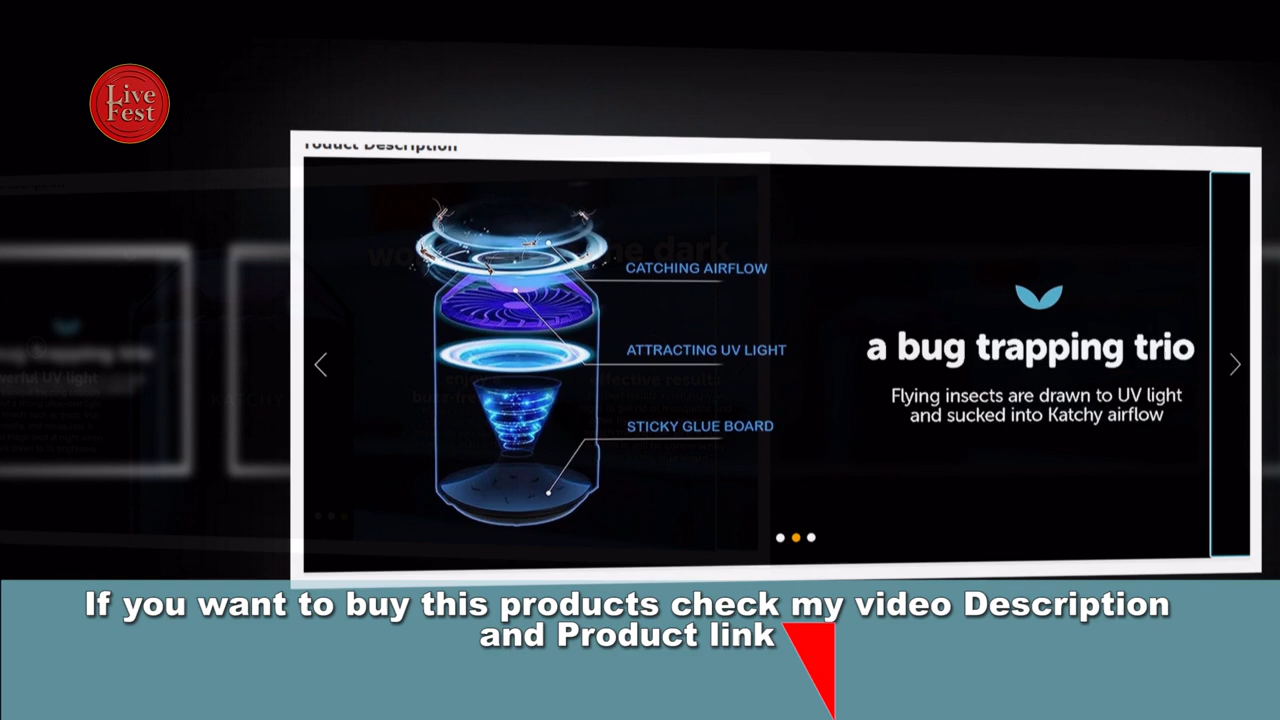 Live
Fest
roduct Description
CATCHING AIRFLOW
ATTRACTING UV LIGHT
STICKY GLUE BOARD
a bug trapping trio
Flying insects are drawn to UV light
and sucked into Katchy airflow
If you want to buy this products check my video Description
and Product link